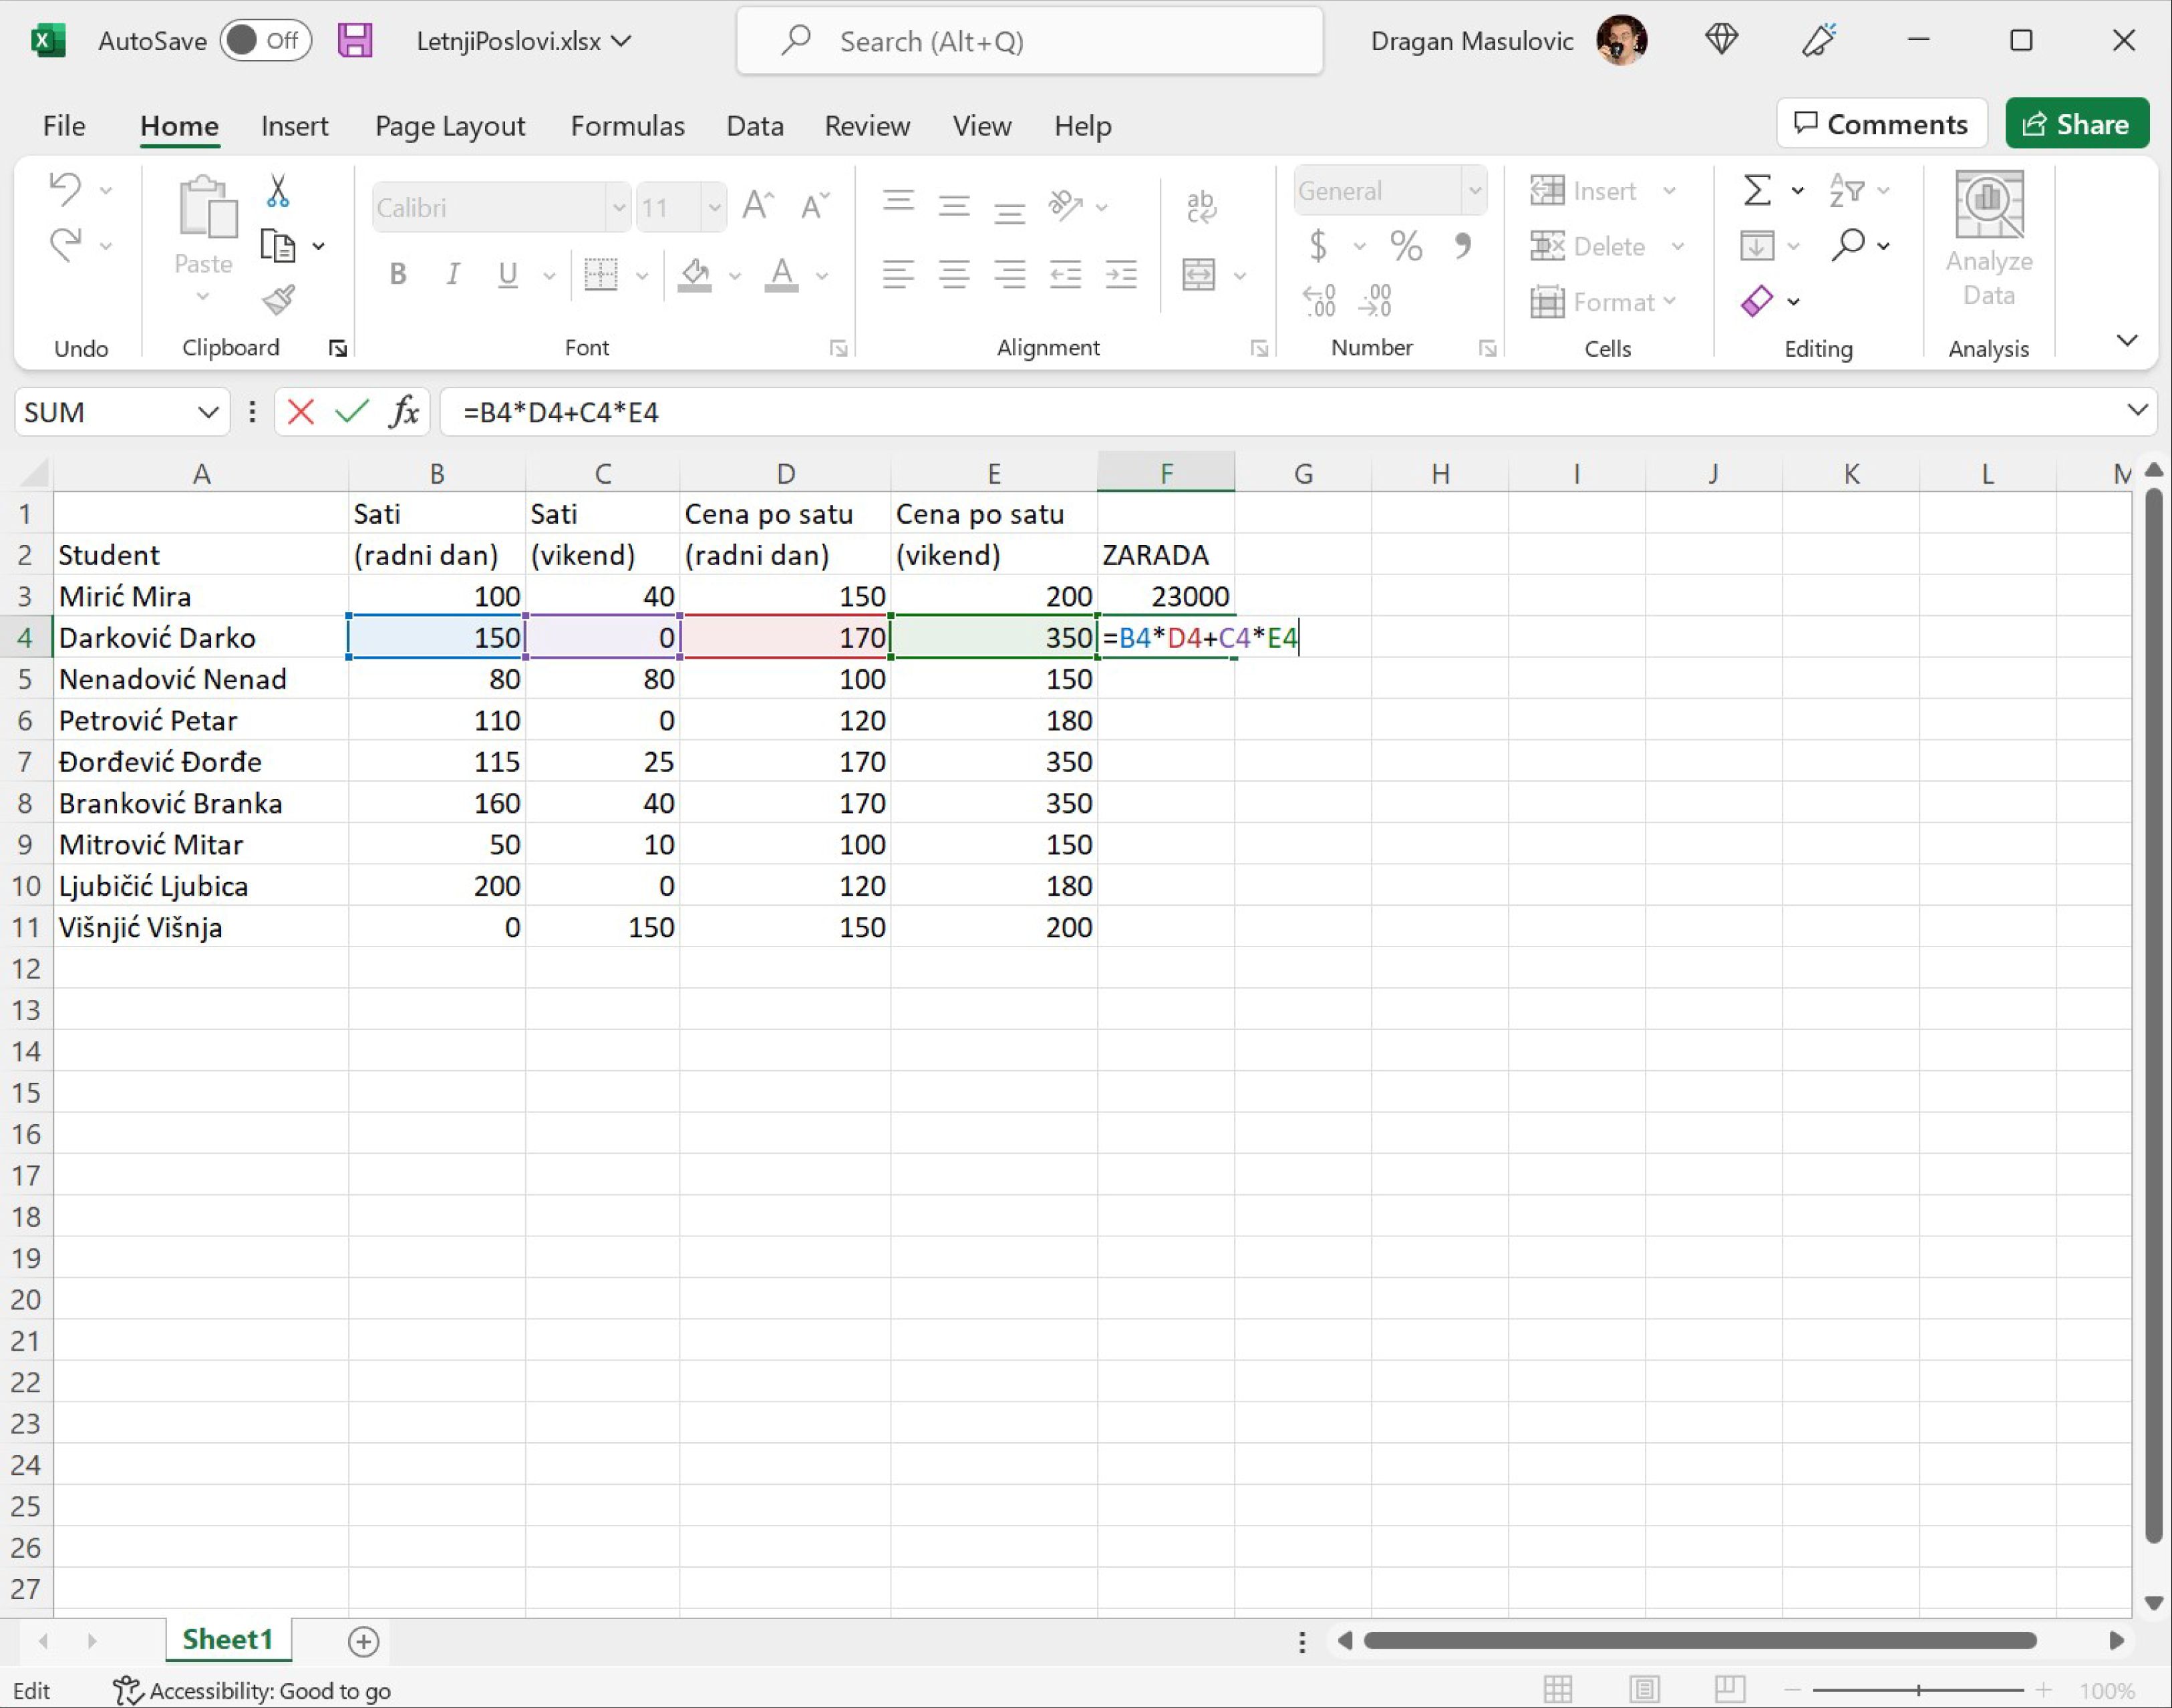 AutoSave Off LetnjiPoslovi.xlsx Search (Alt+Q) Dragan Masulovic
File Home Insert Page Layout Formulas Data Review View Help Comments Share
Paste Calibri 11 General Insert Delete Format Analyze Data
Undo Clipboard Font Alignment Number Cells Editing Analysis
SUM fx =B4*D4+C4*E4
A B C D E F G H I J K L M
1 Sati Sati Cena po satu Cena po satu
2 Student (radni dan) (vikend) (radni dan) (vikend) ZARADA
3 Mirić Mira 100 40 150 200 23000
4 Darković Darko 150 0 170 350 =B4*D4+C4*E4
5 Nenadović Nenad 80 80 100 150
6 Petrović Petar 110 0 120 180
7 Đorđević Đorđe 115 25 170 350
8 Branković Branka 160 40 170 350
9 Mitrović Mitar 50 10 100 150
10 Ljubičić Ljubica 200 0 120 180
11 Višnjić Višnja 0 150 150 200
12
13
14
15
16
17
18
19
20
21
22
23
24
25
26
27
Sheet1
Edit Accessibility: Good to go 100%